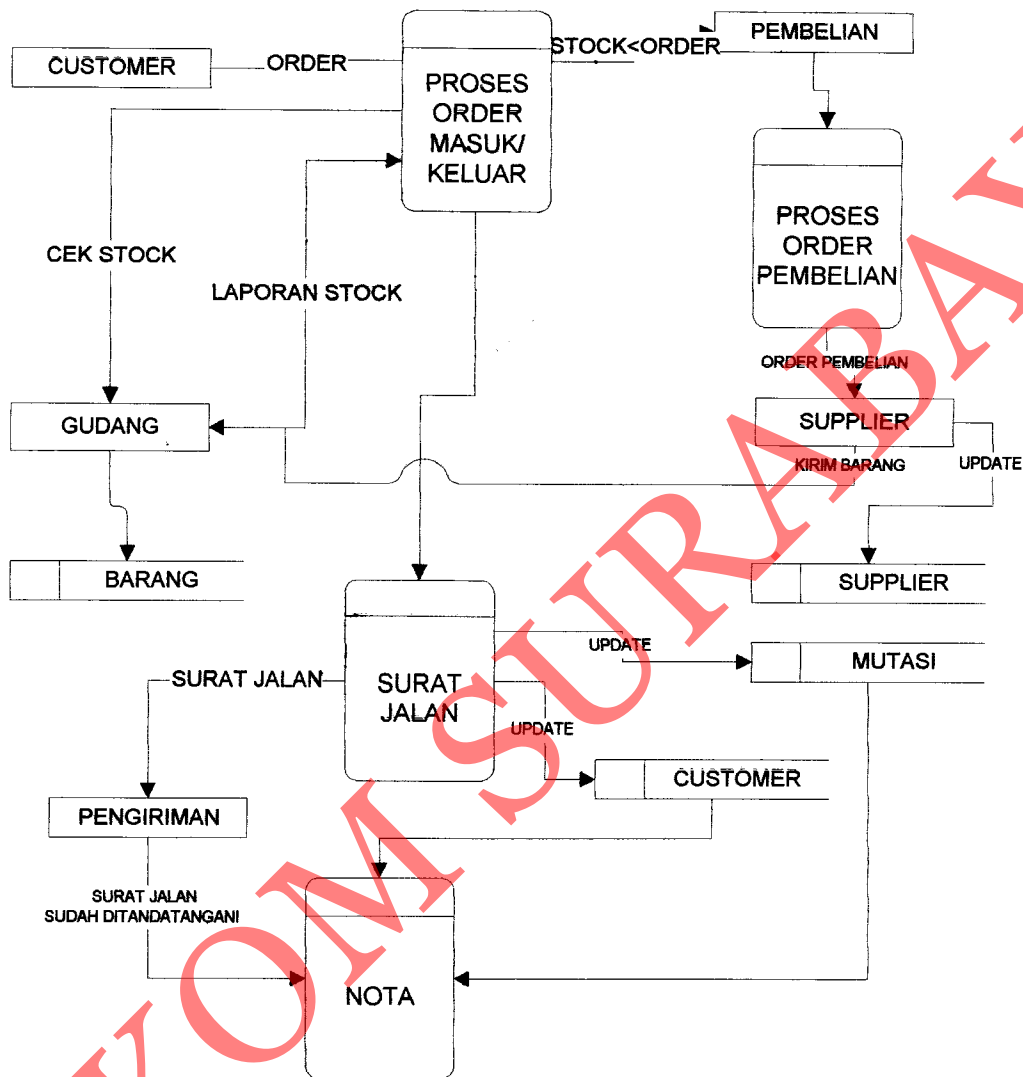 CUSTOMER
ORDER
PROSES
ORDER
MASUK/
KELUAR
STOCK<ORDER
PEMBELIAN
PROSES
ORDER
PEMBELIAN
CEK STOCK
LAPORAN STOCK
ORDER PEMBELIAN
GUDANG
SUPPLIER
KIRIM BARANG
UPDATE
BARANG
SUPPLIER
UPDATE
MUTASI
SURAT JALAN
SURAT
JALAN
UPDATE
CUSTOMER
PENGIRIMAN
SURAT JALAN
SUDAH DITANDATANGANI
NOTA
KOM SURABAY